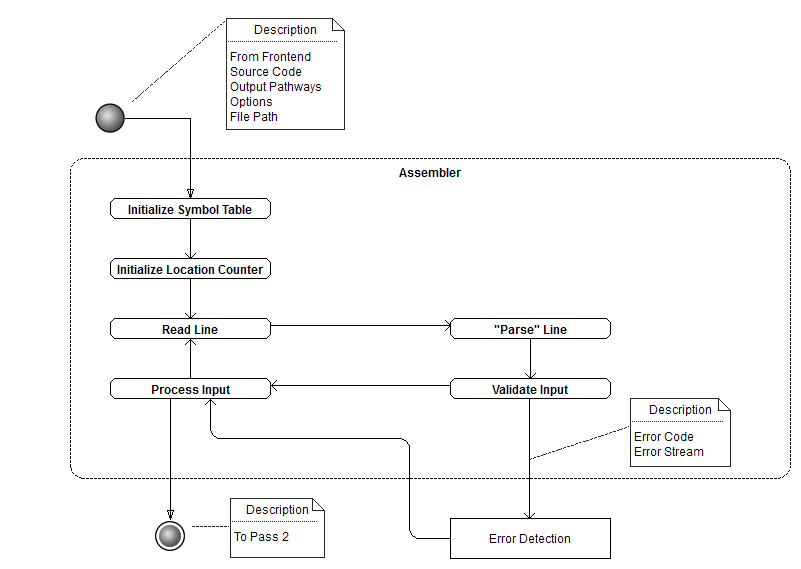 Description
From Frontend
Source Code
Output Pathways
Options
File Path
Assembler
Initialize Symbol Table
Initialize Location Counter
Read Line
"Parse" Line
Process Input
Validate Input
Description
Error Code
Error Stream
Description
To Pass 2
Error Detection